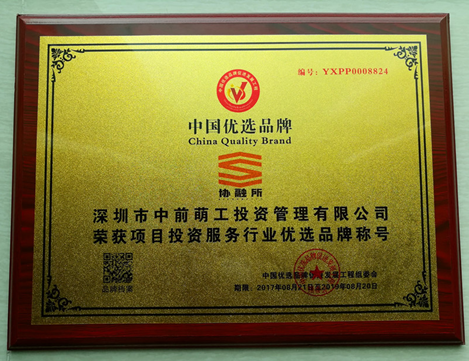 编号：YXPP0008824
中国优选品牌
China Quality Brand
协融所
深圳市中前萌工投资管理有限公司
荣获项目投资服务行业优选品牌称号
品牌档案
中国优选品牌促进发展工程组委会
期限：2017年08月21日至2019年08月20日